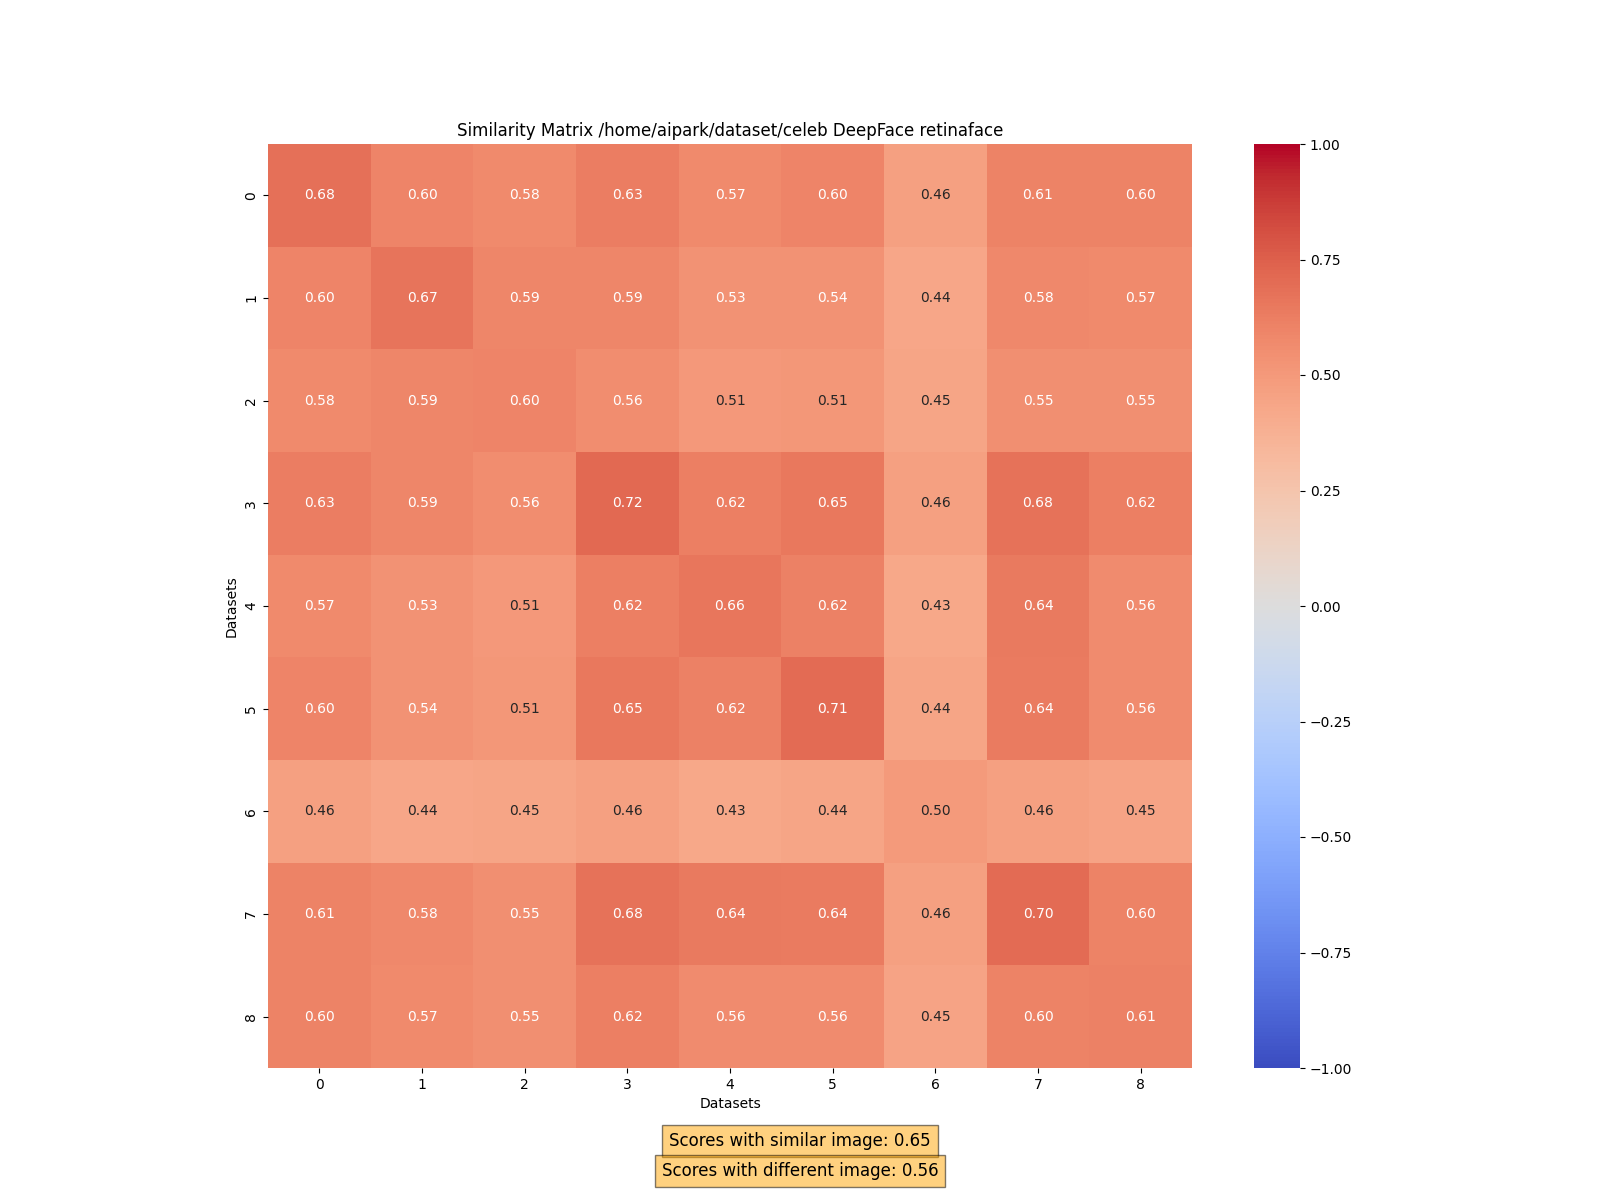 Similarity Matrix /home/aipark/dataset/celeb DeepFace retinaface
1.00
0 0.68 0.60 0.58 0.63 0.57 0.60 0.46 0.61 0.60
0.75
1 0.60 0.67 0.59 0.59 0.53 0.54 0.44 0.58 0.57
0.50
2 0.58 0.59 0.60 0.56 0.51 0.51 0.45 0.55 0.55
0.25
3 0.63 0.59 0.56 0.72 0.62 0.65 0.46 0.68 0.62
Datasets
4 0.57 0.53 0.51 0.62 0.66 0.62 0.43 0.64 0.56
0.00
5 0.60 0.54 0.51 0.65 0.62 0.71 0.44 0.64 0.56
−0.25
6 0.46 0.44 0.45 0.46 0.43 0.44 0.50 0.46 0.45
−0.50
7 0.61 0.58 0.55 0.68 0.64 0.64 0.46 0.70 0.60
−0.75
8 0.60 0.57 0.55 0.62 0.56 0.56 0.45 0.60 0.61
−1.00
0 1 2 3 4 5 6 7 8
Datasets
Scores with similar image: 0.65
Scores with different image: 0.56